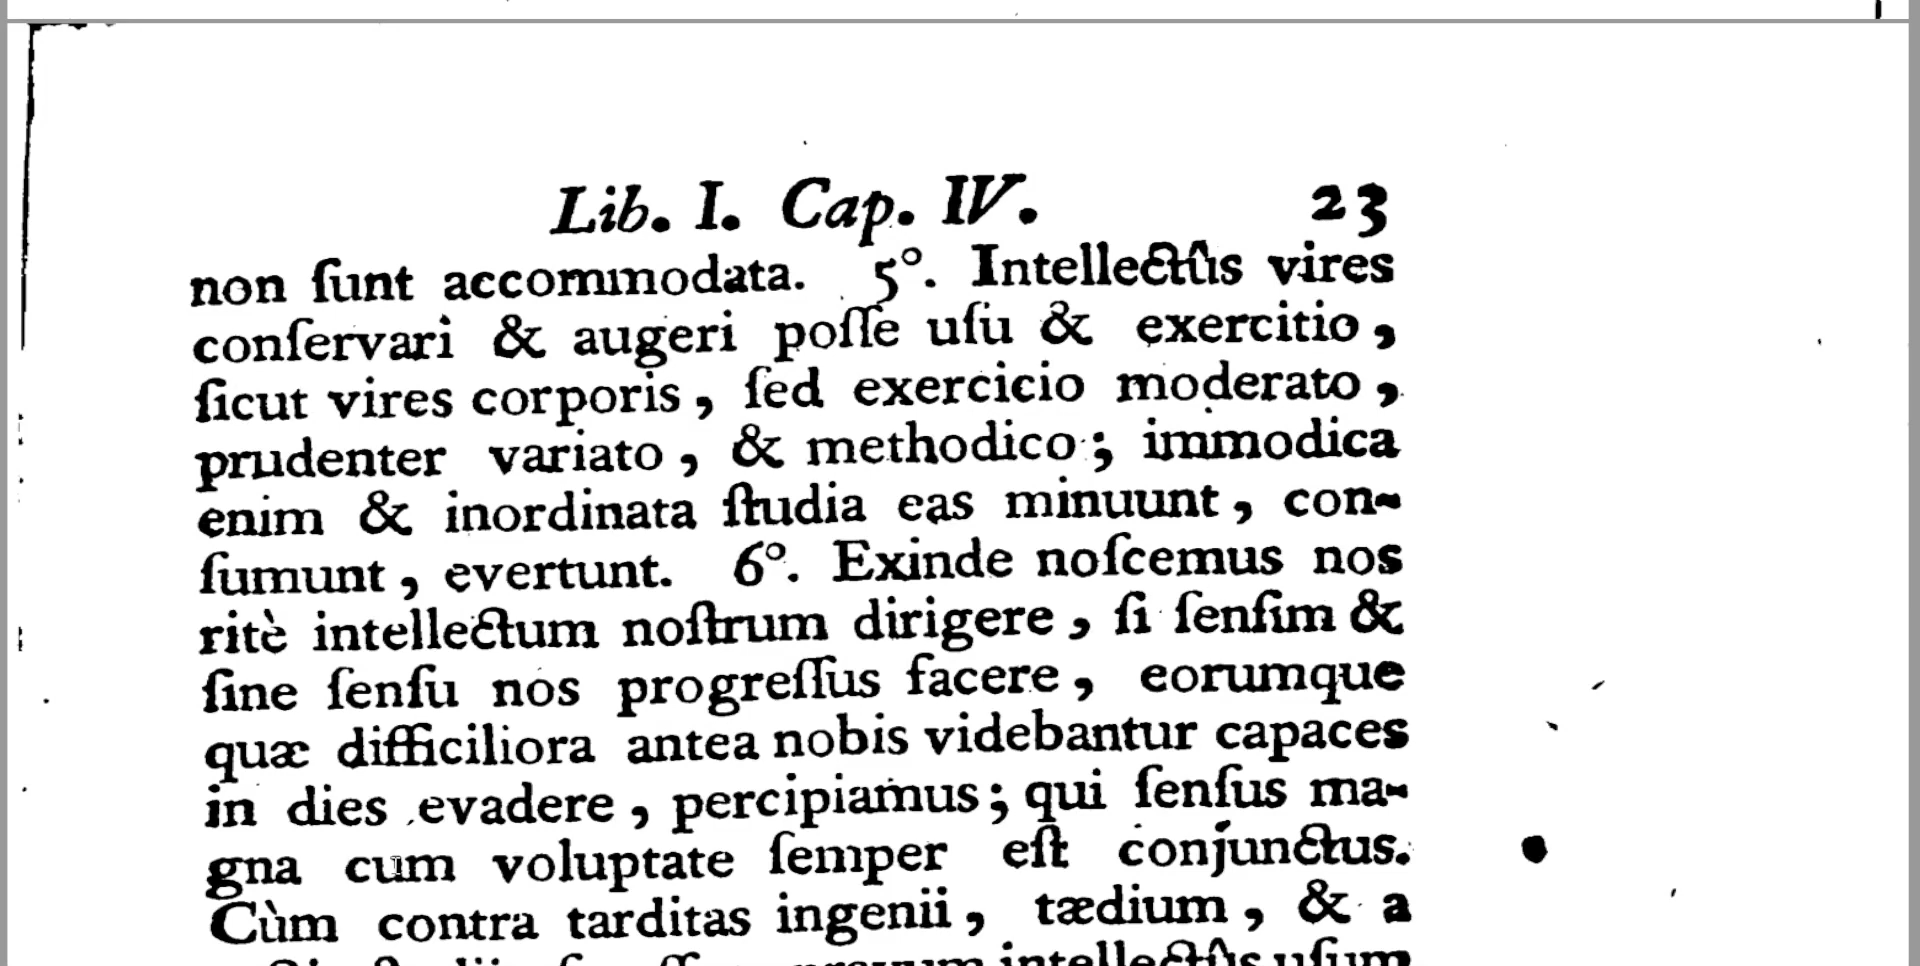 Lib. I. Cap. IV. 23
non ſunt accommodata. 5°. Intellectûs vires
conſervari & augeri poſſe uſu & exercitio,
ſicut vires corporis, ſed exercicio moderato,
prudenter variato, & methodico; immodica
enim & inordinata ſtudia eas minuunt, con-
ſumunt, evertunt. 6°. Exinde noſcemus nos
ritè intellectum noſtrum dirigere, ſi ſenſim &
ſine ſenſu nos progreſſus facere, eorumque
quæ difficiliora antea nobis videbantur capaces
in dies evadere, percipiamus; qui ſenſus ma-
gna cum voluptate ſemper eſt conjunctus.
Cùm contra tarditas ingenii, tædium, & a
intellectûs uſum